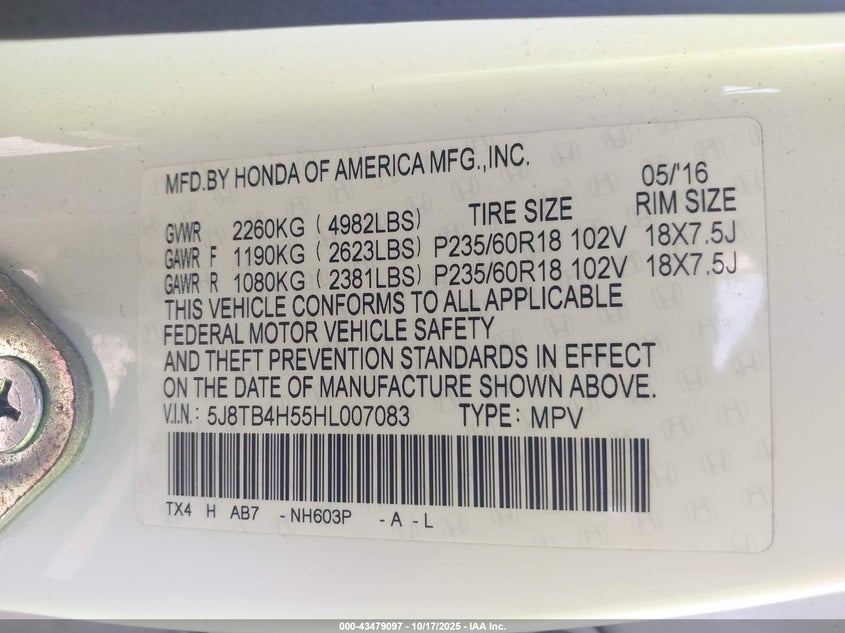 MFD.BY HONDA OF AMERICA MFG.,INC. 05/'16
TIRE SIZE RIM SIZE
GVWR 2260KG ( 4982LBS)
GAWR F 1190KG ( 2623LBS) P235/60R18 102V 18X7.5J
GAWR R 1080KG ( 2381LBS) P235/60R18 102V 18X7.5J
THIS VEHICLE CONFORMS TO ALL APPLICABLE
FEDERAL MOTOR VEHICLE SAFETY
AND THEFT PREVENTION STANDARDS IN EFFECT
ON THE DATE OF MANUFACTURE SHOWN ABOVE.
V.I.N.: 5J8TB4H55HL007083 TYPE: MPV
TX4 H AB7 - NH603P - A - L
000-43479097 - 10/17/2025 - IAA Inc.